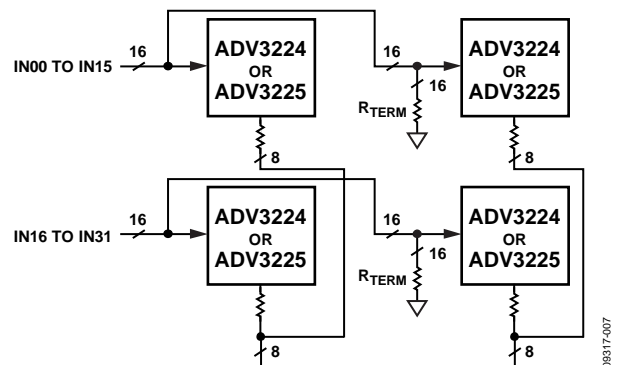 16
ADV3224
OR
ADV3225
16
ADV3224
OR
ADV3225
IN00 TO IN15
16
RTERM
8
8
16
ADV3224
OR
ADV3225
16
ADV3224
OR
ADV3225
IN16 TO IN31
16
RTERM
8
8
09317-007